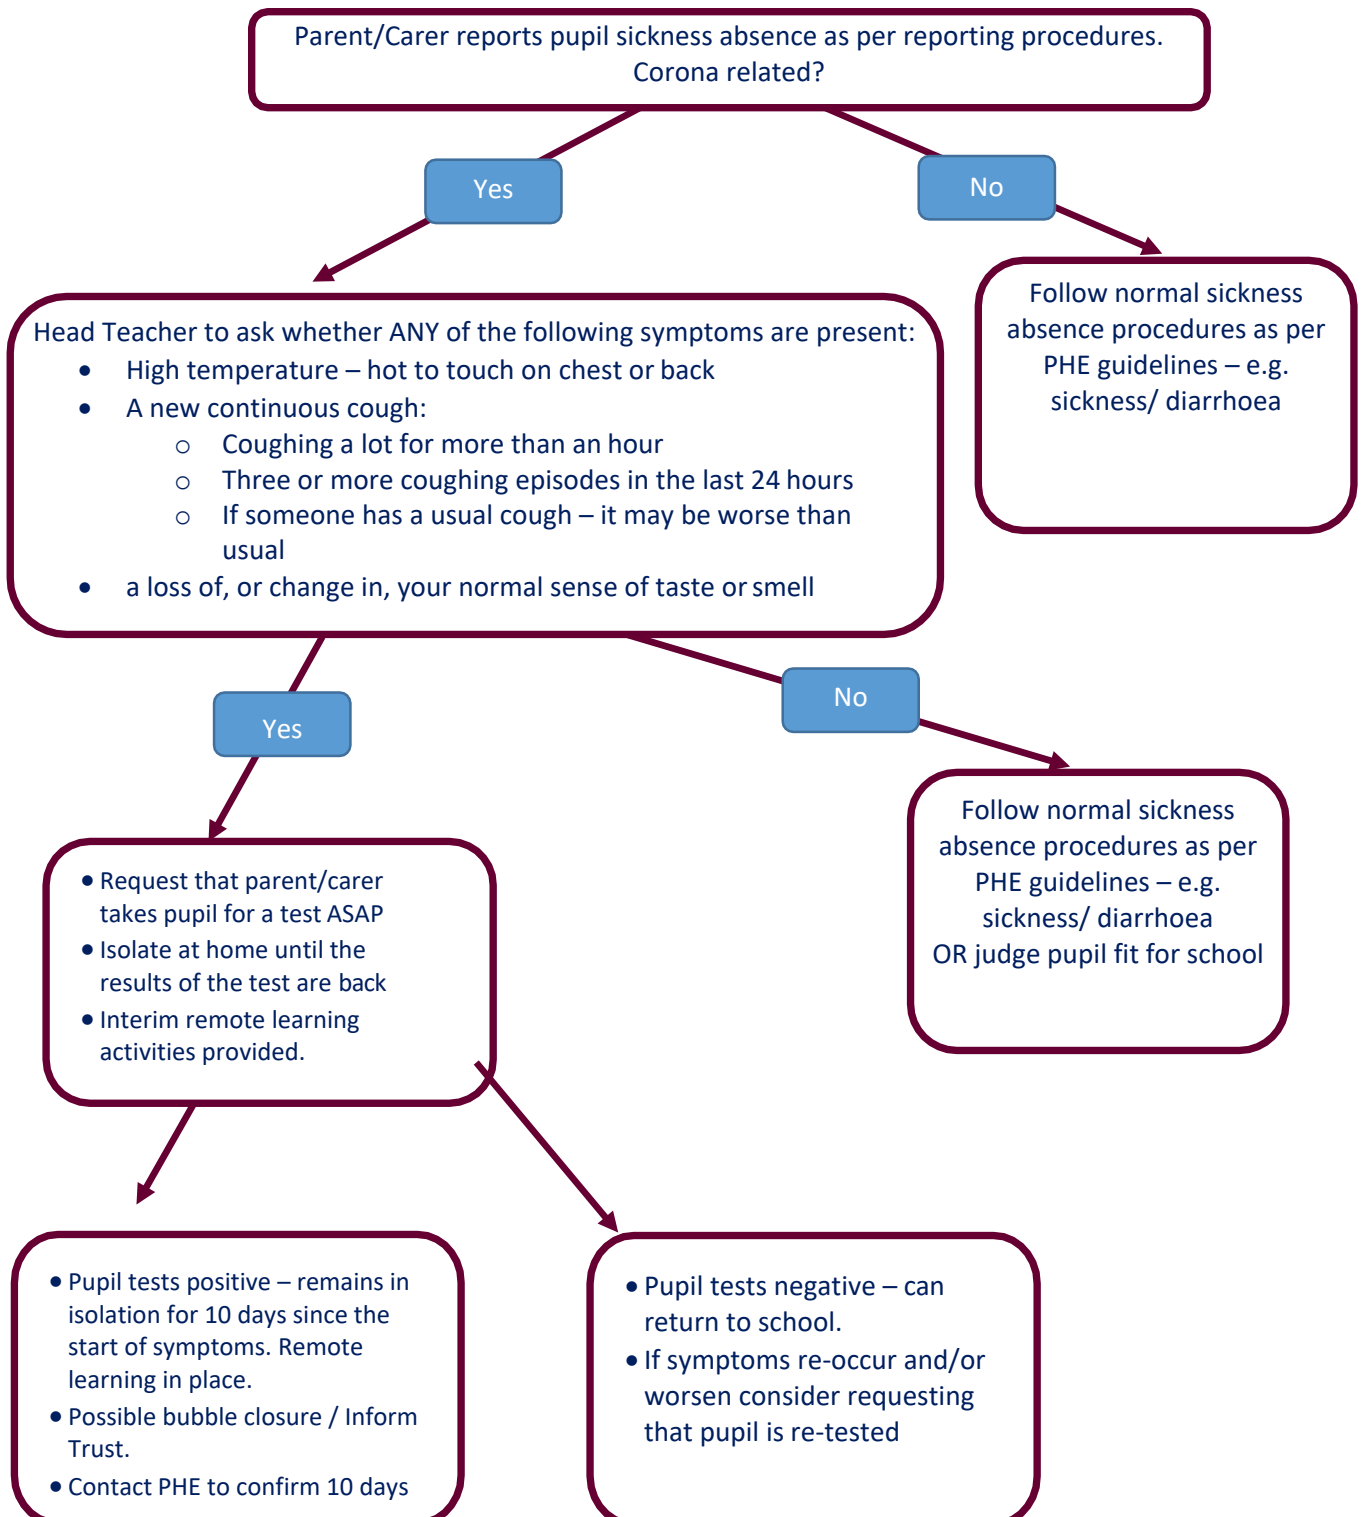 Parent/Carer reports pupil sickness absence as per reporting procedures.
Corona related?
Yes
No
Follow normal sickness
absence procedures as per
PHE guidelines – e.g.
sickness/ diarrhoea
Head Teacher to ask whether ANY of the following symptoms are present:
• High temperature – hot to touch on chest or back
• A new continuous cough:
o Coughing a lot for more than an hour
o Three or more coughing episodes in the last 24 hours
o If someone has a usual cough – it may be worse than
usual
• a loss of, or change in, your normal sense of taste or smell
Yes
No
Follow normal sickness
absence procedures as per
PHE guidelines – e.g.
sickness/ diarrhoea
OR judge pupil fit for school
• Request that parent/carer
takes pupil for a test ASAP
• Isolate at home until the
results of the test are back
• Interim remote learning
activities provided.
• Pupil tests positive – remains in
isolation for 10 days since the
start of symptoms. Remote
learning in place.
• Possible bubble closure / Inform
Trust.
• Contact PHE to confirm 10 days
• Pupil tests negative – can
return to school.
• If symptoms re-occur and/or
worsen consider requesting
that pupil is re-tested